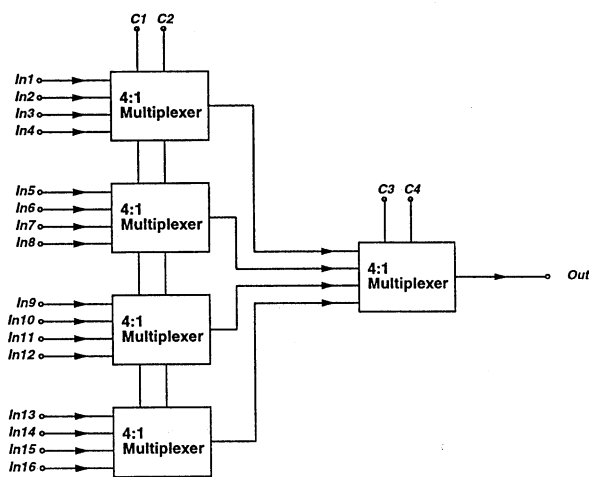 C1 C2
In1
In2
In3
In4
4:1
Multiplexer
In5
In6
In7
In8
4:1
Multiplexer
C3 C4
4:1
Multiplexer
Out
In9
In10
In11
In12
4:1
Multiplexer
In13
In14
In15
In16
4:1
Multiplexer